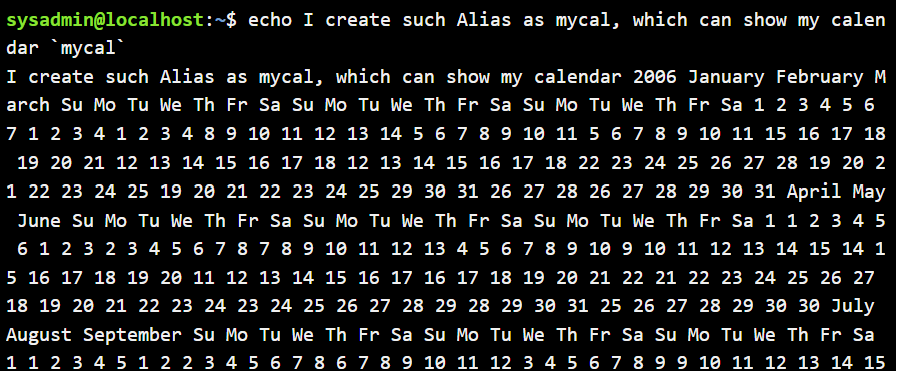 sysadmin@localhost:~$ echo I create such Alias as mycal, which can show my calen
dar `mycal`
I create such Alias as mycal, which can show my calendar 2006 January February M
arch Su Mo Tu We Th Fr Sa Su Mo Tu We Th Fr Sa Su Mo Tu We Th Fr Sa 1 2 3 4 5 6
7 1 2 3 4 1 2 3 4 8 9 10 11 12 13 14 5 6 7 8 9 10 11 5 6 7 8 9 10 11 15 16 17 18
19 20 21 12 13 14 15 16 17 18 12 13 14 15 16 17 18 22 23 24 25 26 27 28 19 20 2
1 22 23 24 25 19 20 21 22 23 24 25 29 30 31 26 27 28 26 27 28 29 30 31 April May
June Su Mo Tu We Th Fr Sa Su Mo Tu We Th Fr Sa Su Mo Tu We Th Fr Sa 1 1 2 3 4 5
6 1 2 3 2 3 4 5 6 7 8 7 8 9 10 11 12 13 4 5 6 7 8 9 10 9 10 11 12 13 14 15 14 1
5 16 17 18 19 20 11 12 13 14 15 16 17 16 17 18 19 20 21 22 21 22 23 24 25 26 27
18 19 20 21 22 23 24 23 24 25 26 27 28 29 28 29 30 31 25 26 27 28 29 30 30 July
August September Su Mo Tu We Th Fr Sa Su Mo Tu We Th Fr Sa Su Mo Tu We Th Fr Sa
1 1 2 3 4 5 1 2 2 3 4 5 6 7 8 6 7 8 9 10 11 12 3 4 5 6 7 8 9 9 10 11 12 13 14 15